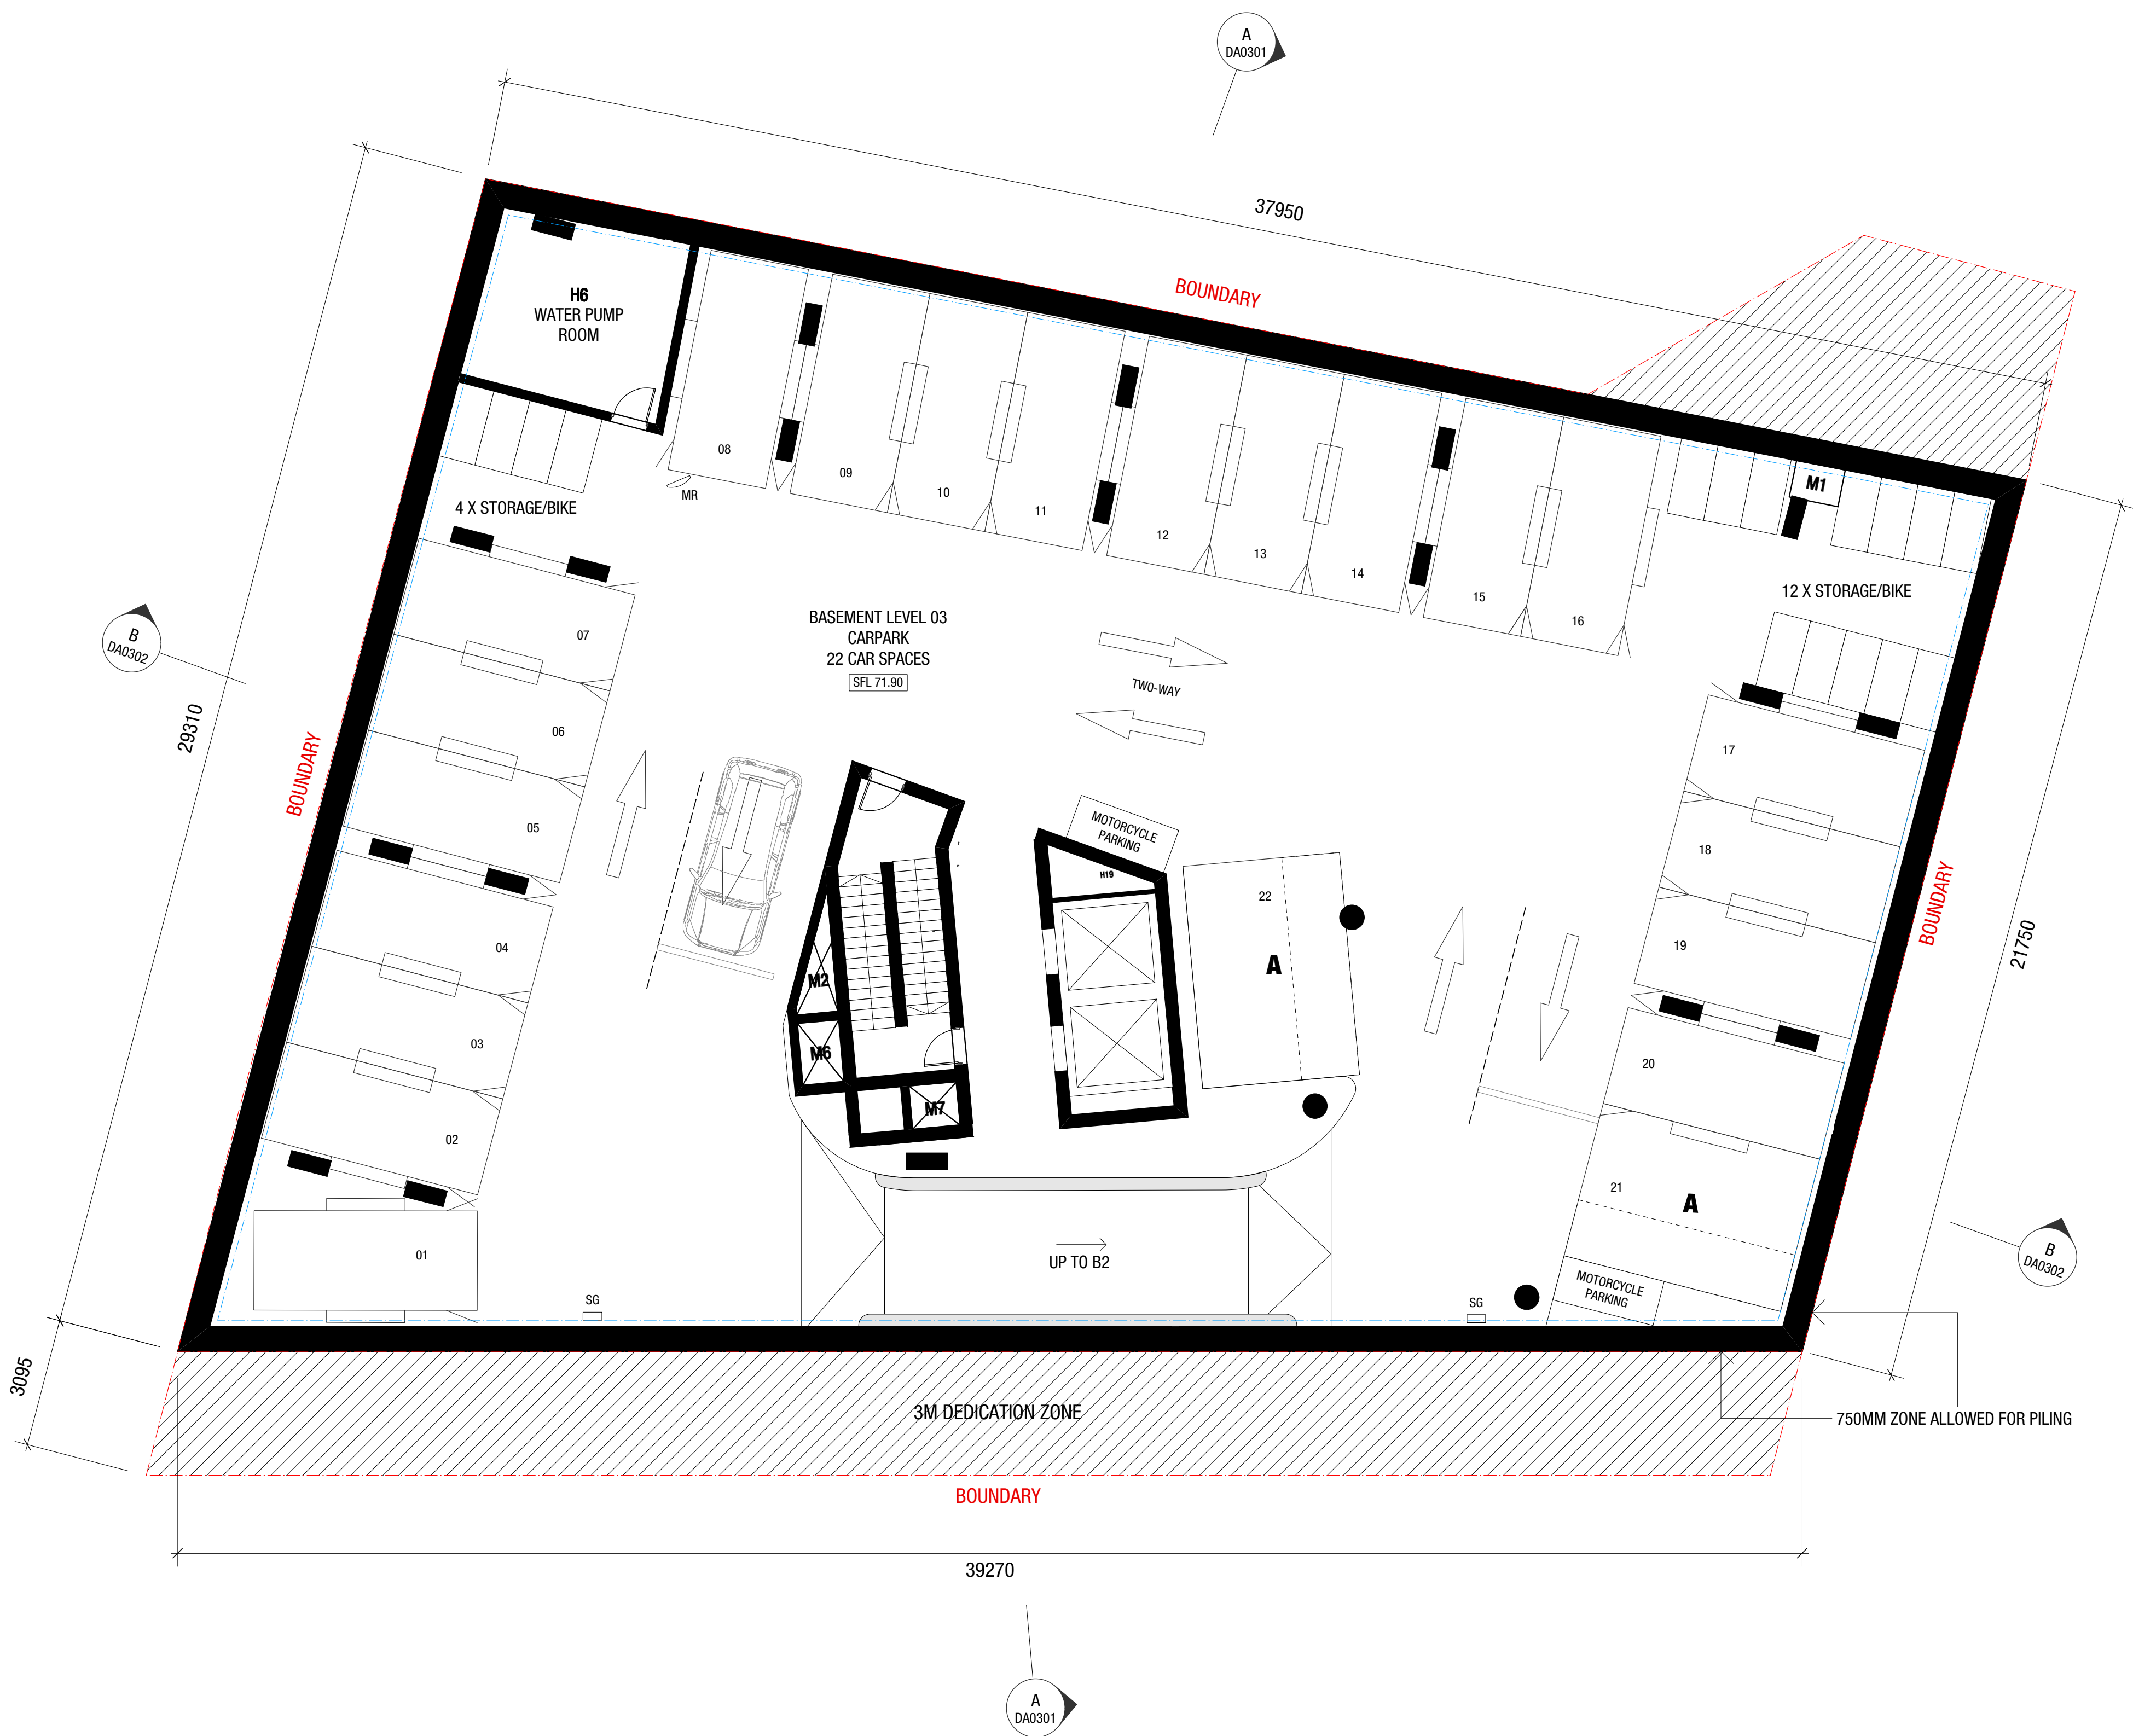 A
DA0301
37950
BOUNDARY
H6
WATER PUMP
ROOM
08
MR
09
10
11
12
13
14
15
16
M1
4 X STORAGE/BIKE
12 X STORAGE/BIKE
B
DA0302
29310
BOUNDARY
07
06
05
04
03
02
01
BASEMENT LEVEL 03
CARPARK
22 CAR SPACES
SFL 71.90
TW0-WAY
MOTORCYCLE
PARKING
H19
22
A
M2
M6
M7
17
18
19
20
21
A
MOTORCYCLE
PARKING
BOUNDARY
21750
B
DA0302
UP TO B2
SG
SG
3095
3M DEDICATION ZONE
750MM ZONE ALLOWED FOR PILING
BOUNDARY
39270
A
DA0301